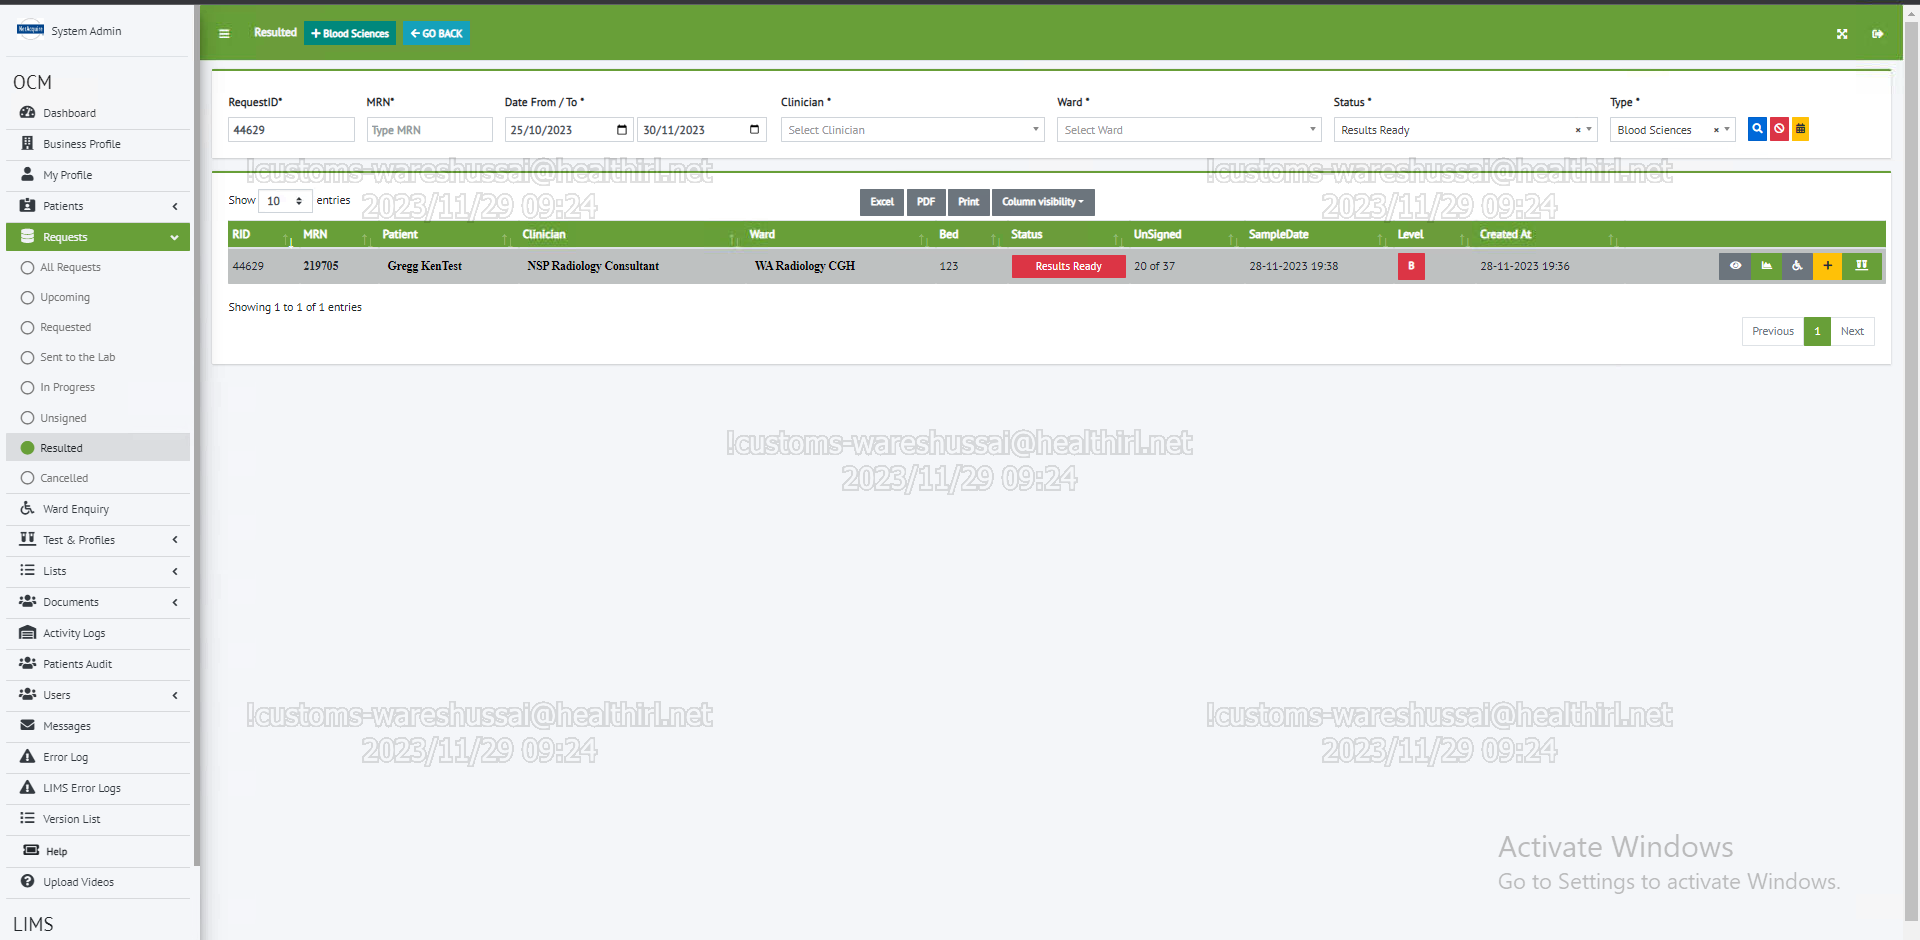 NetAcquire System Admin
OCM
Dashboard
Business Profile
My Profile
Patients
Requests
All Requests
Upcoming
Requested
Sent to the Lab
In Progress
Unsigned
Resulted
Cancelled
Ward Enquiry
Test & Profiles
Lists
Documents
Activity Logs
Patients Audit
Users
Messages
Error Log
LIMS Error Logs
Version List
Help
Upload Videos
LIMS
Resulted + Blood Sciences GO BACK
RequestID* MRN* Date From / To * Clinician * Ward * Status * Type *
44629 Type MRN 25/10/2023 30/11/2023 Select Clinician Select Ward Results Ready × Blood Sciences ×
!customs-wareshussai@healthirl.net !customs-wareshussai@healthirl.net
2023/11/29 09:24 2023/11/29 09:24
Show 10 entries Excel PDF Print Column visibility
RID MRN Patient Clinician Ward Bed Status UnSigned SampleDate Level Created At
44629 219705 Gregg KenTest NSP Radiology Consultant WA Radiology CGH 123 Results Ready 20 of 37 28-11-2023 19:38 B 28-11-2023 19:36
Showing 1 to 1 of 1 entries
Previous 1 Next
!customs-wareshussai@healthirl.net
2023/11/29 09:24
!customs-wareshussai@healthirl.net !customs-wareshussai@healthirl.net
2023/11/29 09:24 2023/11/29 09:24
Activate Windows
Go to Settings to activate Windows.